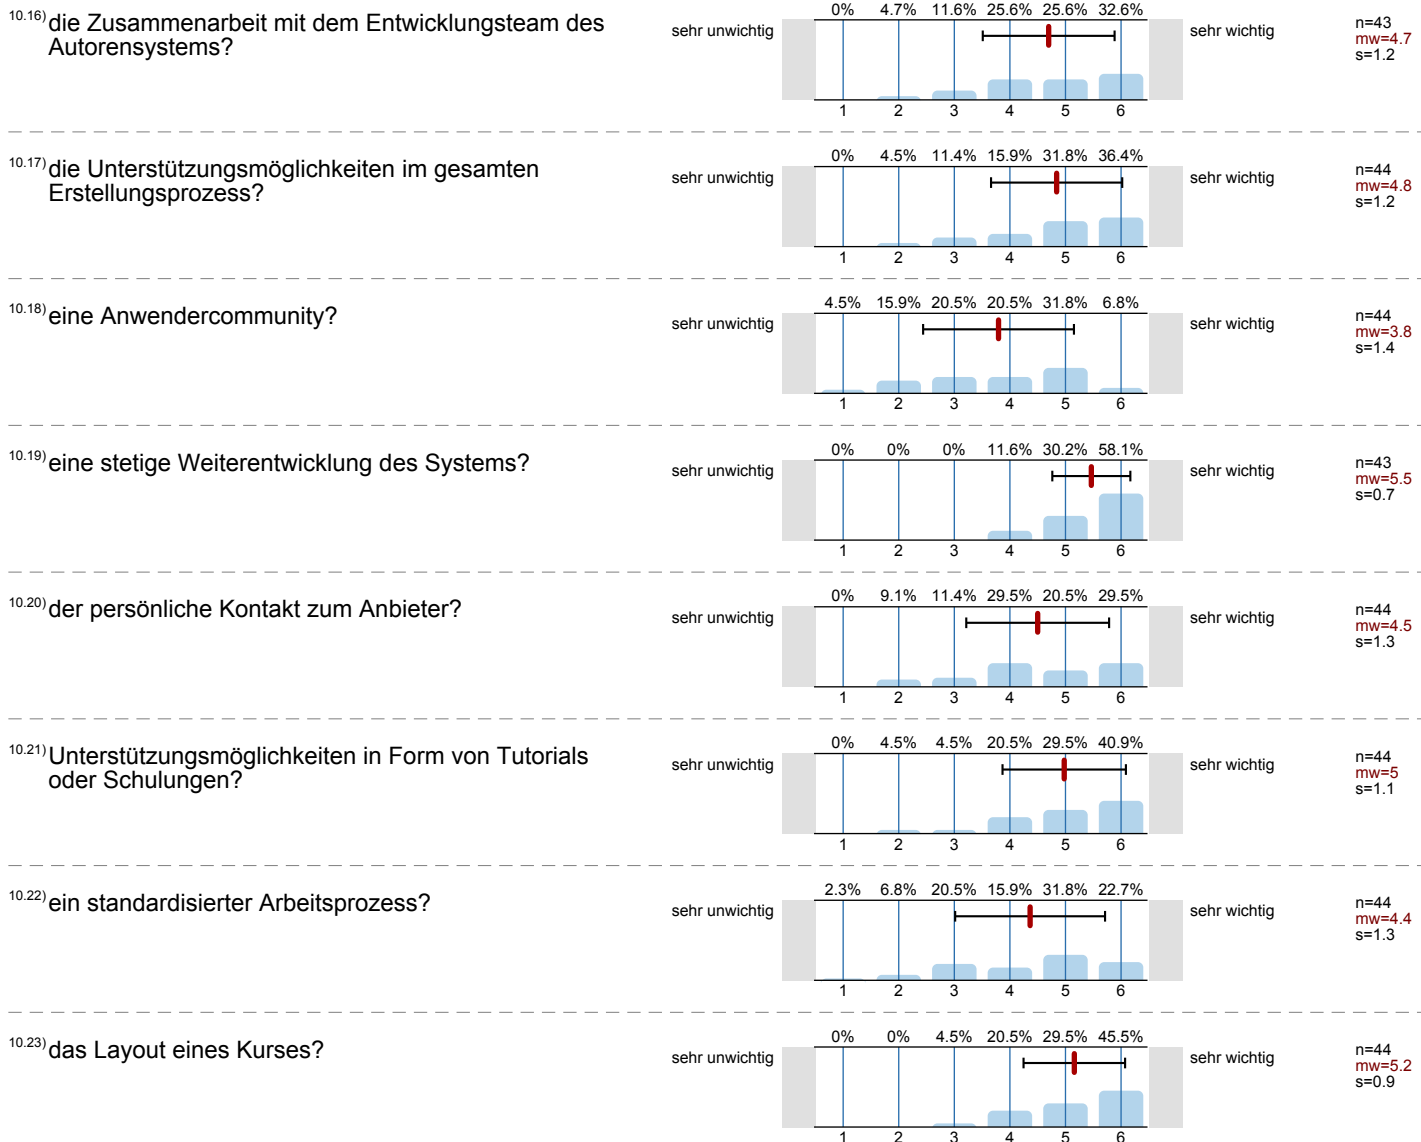 10.16) die Zusammenarbeit mit dem Entwicklungsteam des
Autorensystems?
sehr unwichtig
0% 4.7% 11.6% 25.6% 25.6% 32.6%
1 2 3 4 5 6
sehr wichtig
n=43
mw=4.7
s=1.2
10.17) die Unterstützungsmöglichkeiten im gesamten
Erstellungsprozess?
sehr unwichtig
0% 4.5% 11.4% 15.9% 31.8% 36.4%
1 2 3 4 5 6
sehr wichtig
n=44
mw=4.8
s=1.2
10.18) eine Anwendercommunity?
sehr unwichtig
4.5% 15.9% 20.5% 20.5% 31.8% 6.8%
1 2 3 4 5 6
sehr wichtig
n=44
mw=3.8
s=1.4
10.19) eine stetige Weiterentwicklung des Systems?
sehr unwichtig
0% 0% 0% 11.6% 30.2% 58.1%
1 2 3 4 5 6
sehr wichtig
n=43
mw=5.5
s=0.7
10.20) der persönliche Kontakt zum Anbieter?
sehr unwichtig
0% 9.1% 11.4% 29.5% 20.5% 29.5%
1 2 3 4 5 6
sehr wichtig
n=44
mw=4.5
s=1.3
10.21) Unterstützungsmöglichkeiten in Form von Tutorials
oder Schulungen?
sehr unwichtig
0% 4.5% 4.5% 20.5% 29.5% 40.9%
1 2 3 4 5 6
sehr wichtig
n=44
mw=5
s=1.1
10.22) ein standardisierter Arbeitsprozess?
sehr unwichtig
2.3% 6.8% 20.5% 15.9% 31.8% 22.7%
1 2 3 4 5 6
sehr wichtig
n=44
mw=4.4
s=1.3
10.23) das Layout eines Kurses?
sehr unwichtig
0% 0% 4.5% 20.5% 29.5% 45.5%
1 2 3 4 5 6
sehr wichtig
n=44
mw=5.2
s=0.9